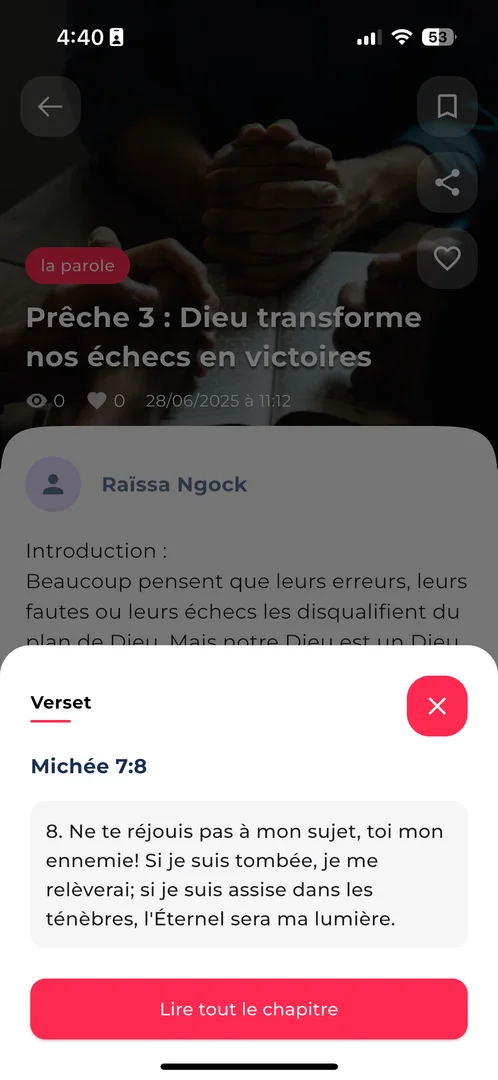 4:40
53
la parole
Prêche 3 : Dieu transforme
nos échecs en victoires
0
0
28/06/2025 à 11:12
Raïssa Ngock
Introduction :
Beaucoup pensent que leurs erreurs, leurs
fautes ou leurs échecs les disqualifient du
plan de Dieu. Mais notre Dieu est un Dieu
Verset
Michée 7:8
8. Ne te réjouis pas à mon sujet, toi mon
ennemie! Si je suis tombée, je me
relèverai; si je suis assise dans les
ténèbres, l'Éternel sera ma lumière.
Lire tout le chapitre